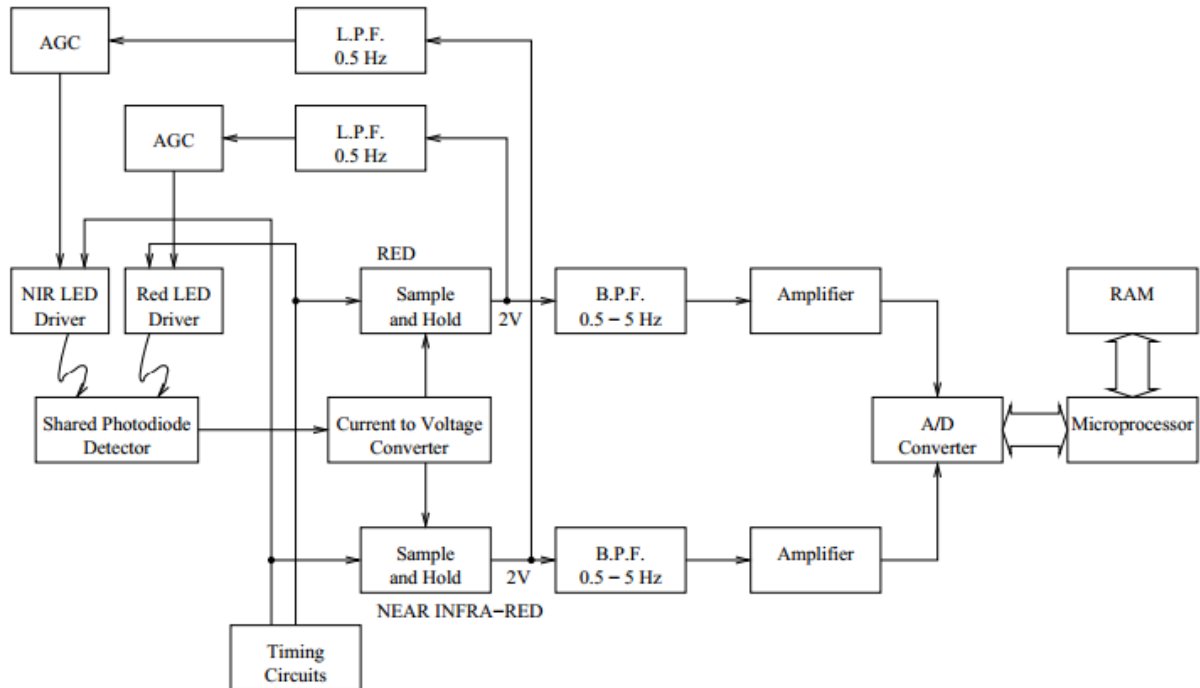 AGC
L.P.F.
0.5 Hz
AGC
L.P.F.
0.5 Hz
RED
NIR LED
Driver
Red LED
Driver
Sample
and Hold
2V
B.P.F.
0.5 − 5 Hz
Amplifier
RAM
Shared Photodiode
Detector
Current to Voltage
Converter
A/D
Converter
Microprocessor
Sample
and Hold
2V
B.P.F.
0.5 − 5 Hz
Amplifier
NEAR INFRA−RED
Timing
Circuits